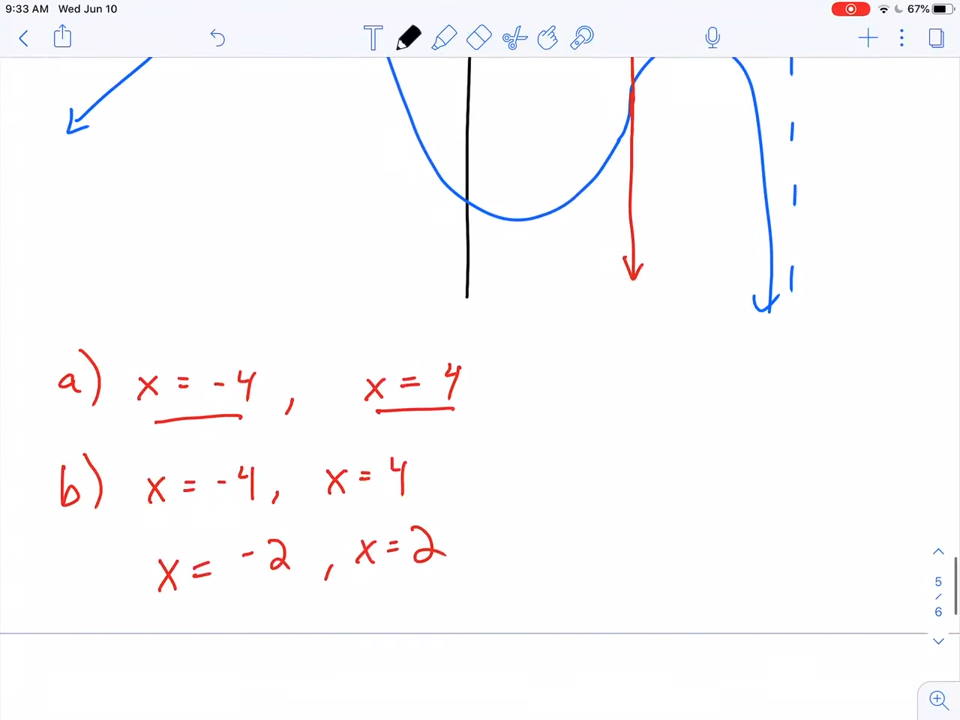 9:33 AM Wed Jun 10 67%
T
a) x = -4, x = 4
b) x = -4, x = 4
x = -2, x = 2
5
/
6